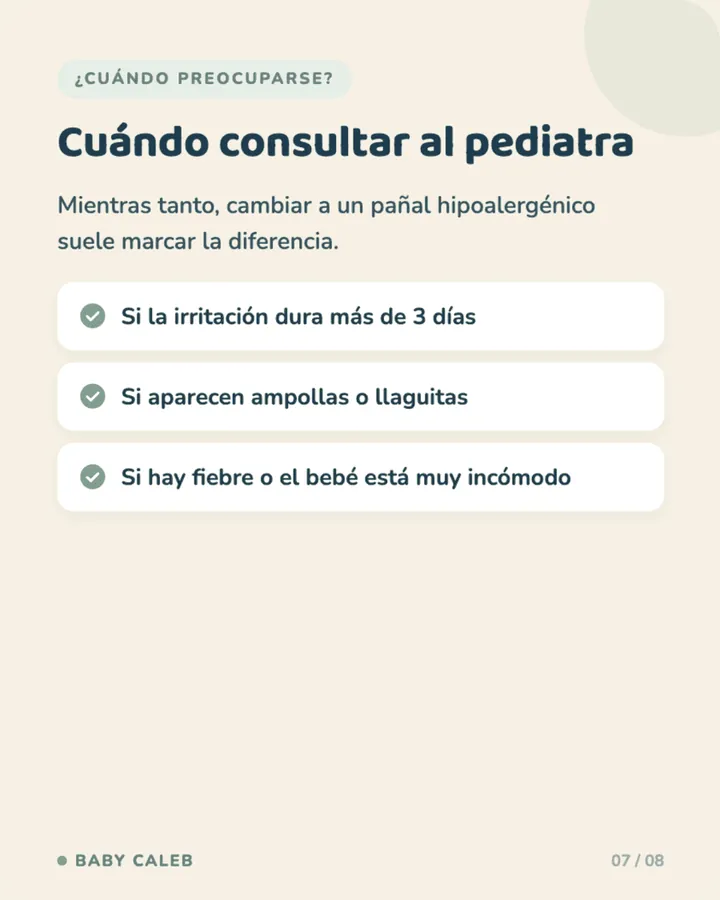 ¿CUÁNDO PREOCUPARSE?
Cuándo consultar al pediatra
Mientras tanto, cambiar a un pañal hipoalergénico
suele marcar la diferencia.
Si la irritación dura más de 3 días
Si aparecen ampollas o llaguitas
Si hay fiebre o el bebé está muy incómodo
BABY CALEB
07 / 08